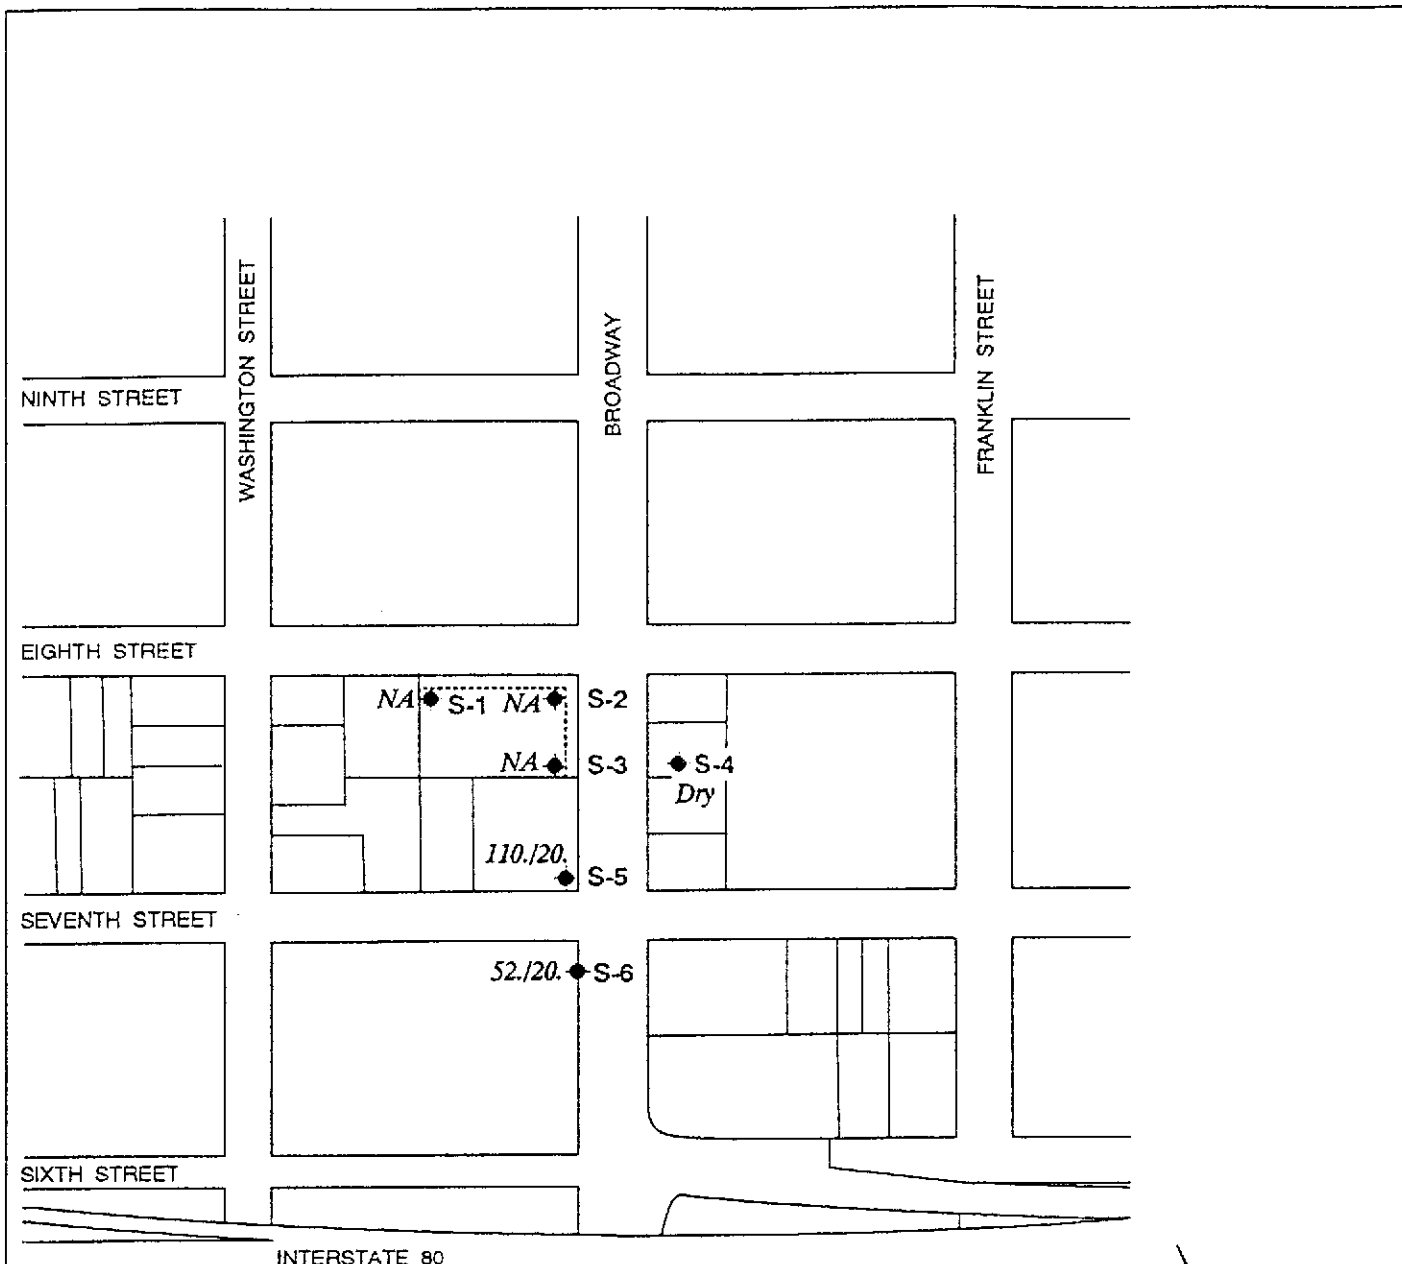 WASHINGTON STREET
BROADWAY
FRANKLIN STREET
NINTH STREET
EIGHTH STREET
NA S-1 NA S-2
NA S-3 S-4
Dry
110./20.
S-5
SEVENTH STREET
52./20. S-6
SIXTH STREET
INTERSTATE 80